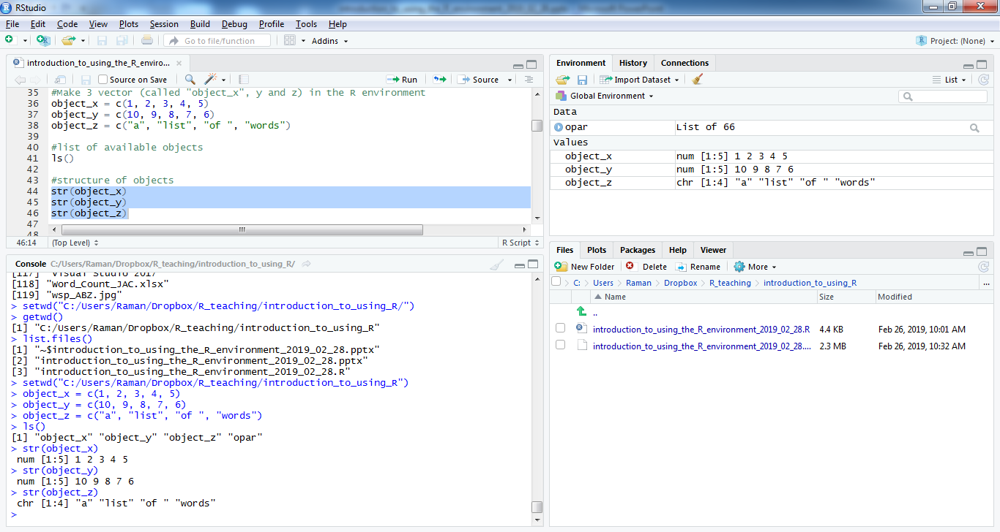 RStudio
File Edit Code View Plots Session Build Debug Profile Tools Help
Go to file/function Addins Project: (None)
introduction_to_using_the_R_enviro...
Source on Save Run Source
35 #Make 3 vector (called "object_x", y and z) in the R environment
36 object_x = c(1, 2, 3, 4, 5)
37 object_y = c(10, 9, 8, 7, 6)
38 object_z = c("a", "list", "of ", "words")
39
40 #list of available objects
41 ls()
42
43 #structure of objects
44 str(object_x)
45 str(object_y)
46 str(object_z)
47
48
46:14 (Top Level) R Script
Console C:/Users/Raman/Dropbox/R_teaching/introduction_to_using_R/
[117] "Visual Studio 2017"
[118] "Word_Count_JAC.xlsx"
[119] "wsp_ABZ.jpg"
> setwd("C:/Users/Raman/Dropbox/R_teaching/introduction_to_using_R/")
> getwd()
[1] "C:/Users/Raman/Dropbox/R_teaching/introduction_to_using_R"
> list.files()
[1] "~$introduction_to_using_the_R_environment_2019_02_28.pptx"
[2] "introduction_to_using_the_R_environment_2019_02_28.pptx"
[3] "introduction_to_using_the_R_environment_2019_02_28.R"
> setwd("C:/Users/Raman/Dropbox/R_teaching/introduction_to_using_R")
> object_x = c(1, 2, 3, 4, 5)
> object_y = c(10, 9, 8, 7, 6)
> object_z = c("a", "list", "of ", "words")
> ls()
[1] "object_x" "object_y" "object_z" "opar"
> str(object_x)
num [1:5] 1 2 3 4 5
> str(object_y)
num [1:5] 10 9 8 7 6
> str(object_z)
chr [1:4] "a" "list" "of " "words"
>
Environment History Connections
Import Dataset List
Global Environment
Data
opar List of 66
Values
object_x num [1:5] 1 2 3 4 5
object_y num [1:5] 10 9 8 7 6
object_z chr [1:4] "a" "list" "of " "words"
Files Plots Packages Help Viewer
New Folder Delete Rename More
C: Users Raman Dropbox R_teaching introduction_to_using_R ...
Name Size Modified
..
introduction_to_using_the_R_environment_2019_02_28.R 4.4 KB Feb 26, 2019, 10:01 AM
introduction_to_using_the_R_environment_2019_02_28.... 2.3 MB Feb 26, 2019, 10:32 AM